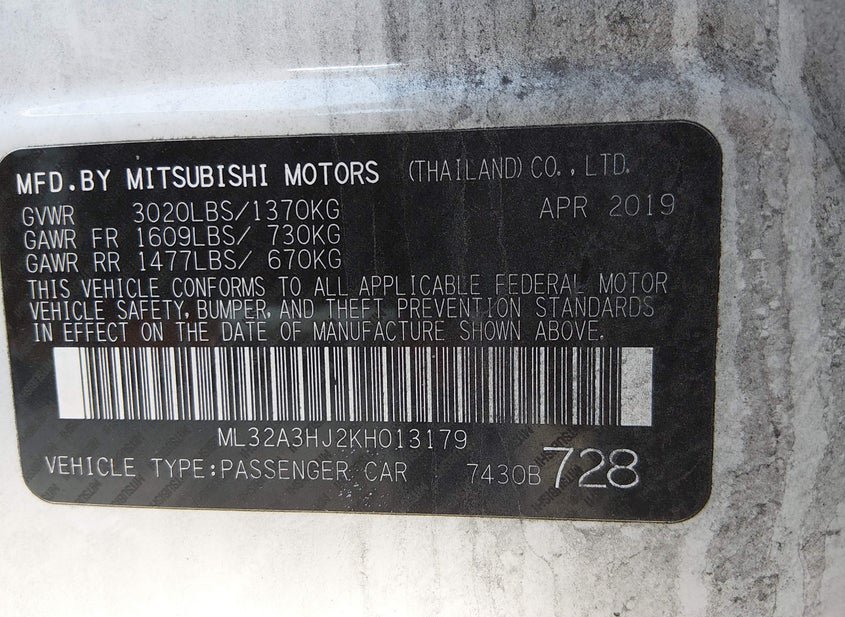 MFD.BY MITSUBISHI MOTORS (THAILAND) CO.,LTD.
GVWR 3020LBS/1370KG APR 2019
GAWR FR 1609LBS/ 730KG
GAWR RR 1477LBS/ 670KG
THIS VEHICLE CONFORMS TO ALL APPLICABLE FEDERAL MOTOR
VEHICLE SAFETY, BUMPER, AND THEFT PREVENTION STANDARDS
IN EFFECT ON THE DATE OF MANUFACTURE SHOWN ABOVE.
ML32A3HJ2KH013179
VEHICLE TYPE:PASSENGER CAR 7430B 728